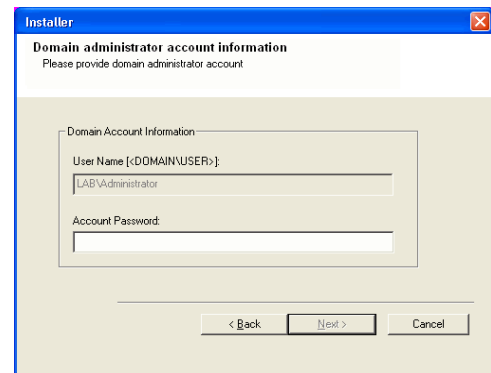 Installer
Domain administrator account information
Please provide domain administrator account
Domain Account Information
User Name [<DOMAIN\USER>]:
LAB\Administrator
Account Password:
< Back
Next >
Cancel